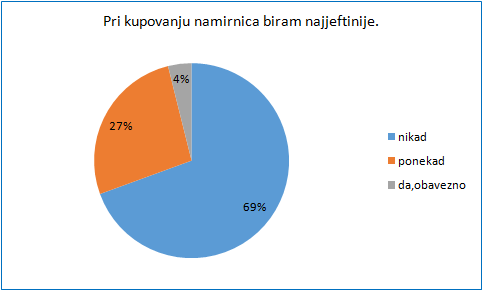 Pri kupovanju namirnica biram najjeftinije.
4%
27%
69%
nikad
ponekad
da,obavezno